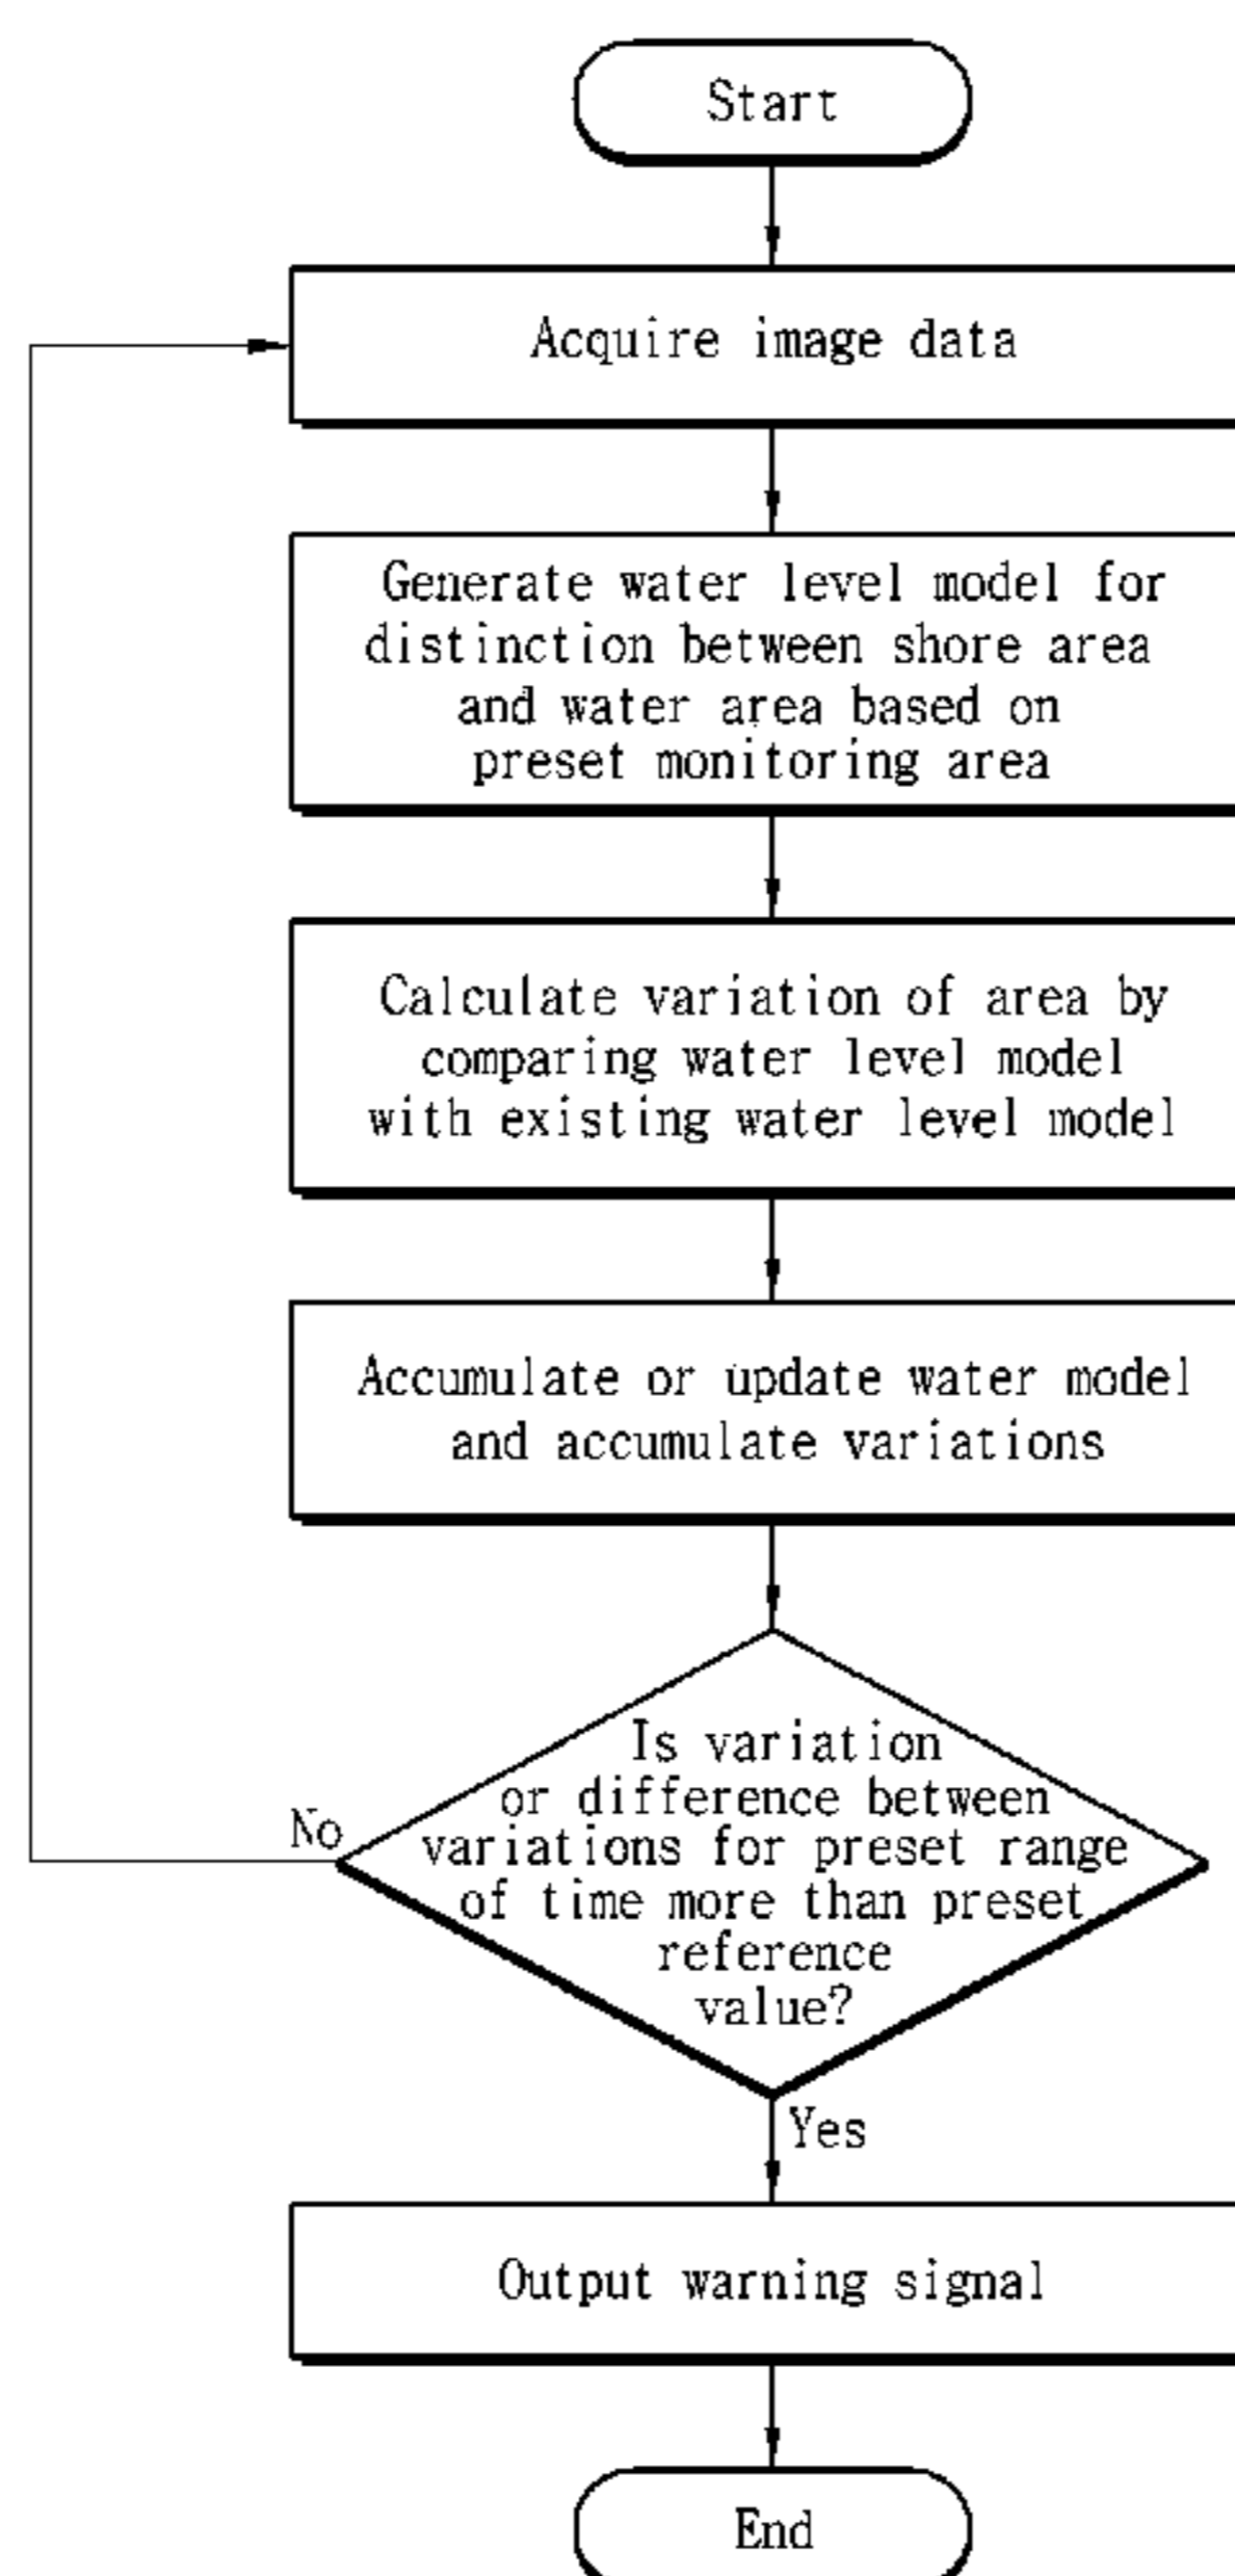 Start
Acquire image data
Generate water level model for
distinction between shore area
and water area based on
preset monitoring area
Calculate variation of area by
comparing water level model
with existing water level model
Accumulate or update water model
and accumulate variations
Is variation
or difference between
variations for preset range
of time more than preset
reference
value?
No
Yes
Output warning signal
End